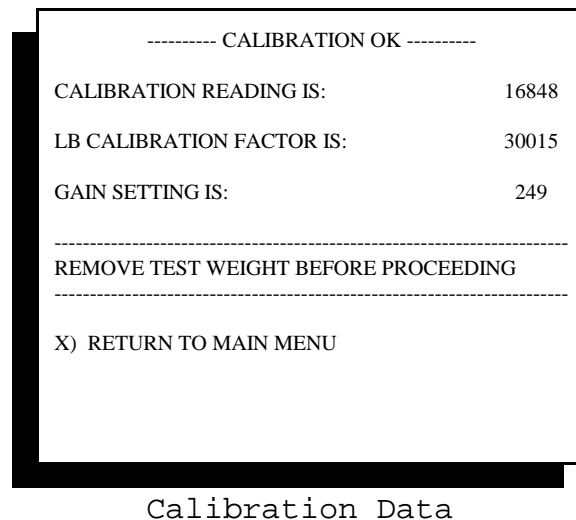 ---------- CALIBRATION OK ----------
CALIBRATION READING IS: 16848
LB CALIBRATION FACTOR IS: 30015
GAIN SETTING IS: 249
-------------------------------------------------------------------------
REMOVE TEST WEIGHT BEFORE PROCEEDING
-------------------------------------------------------------------------
X) RETURN TO MAIN MENU
Calibration Data